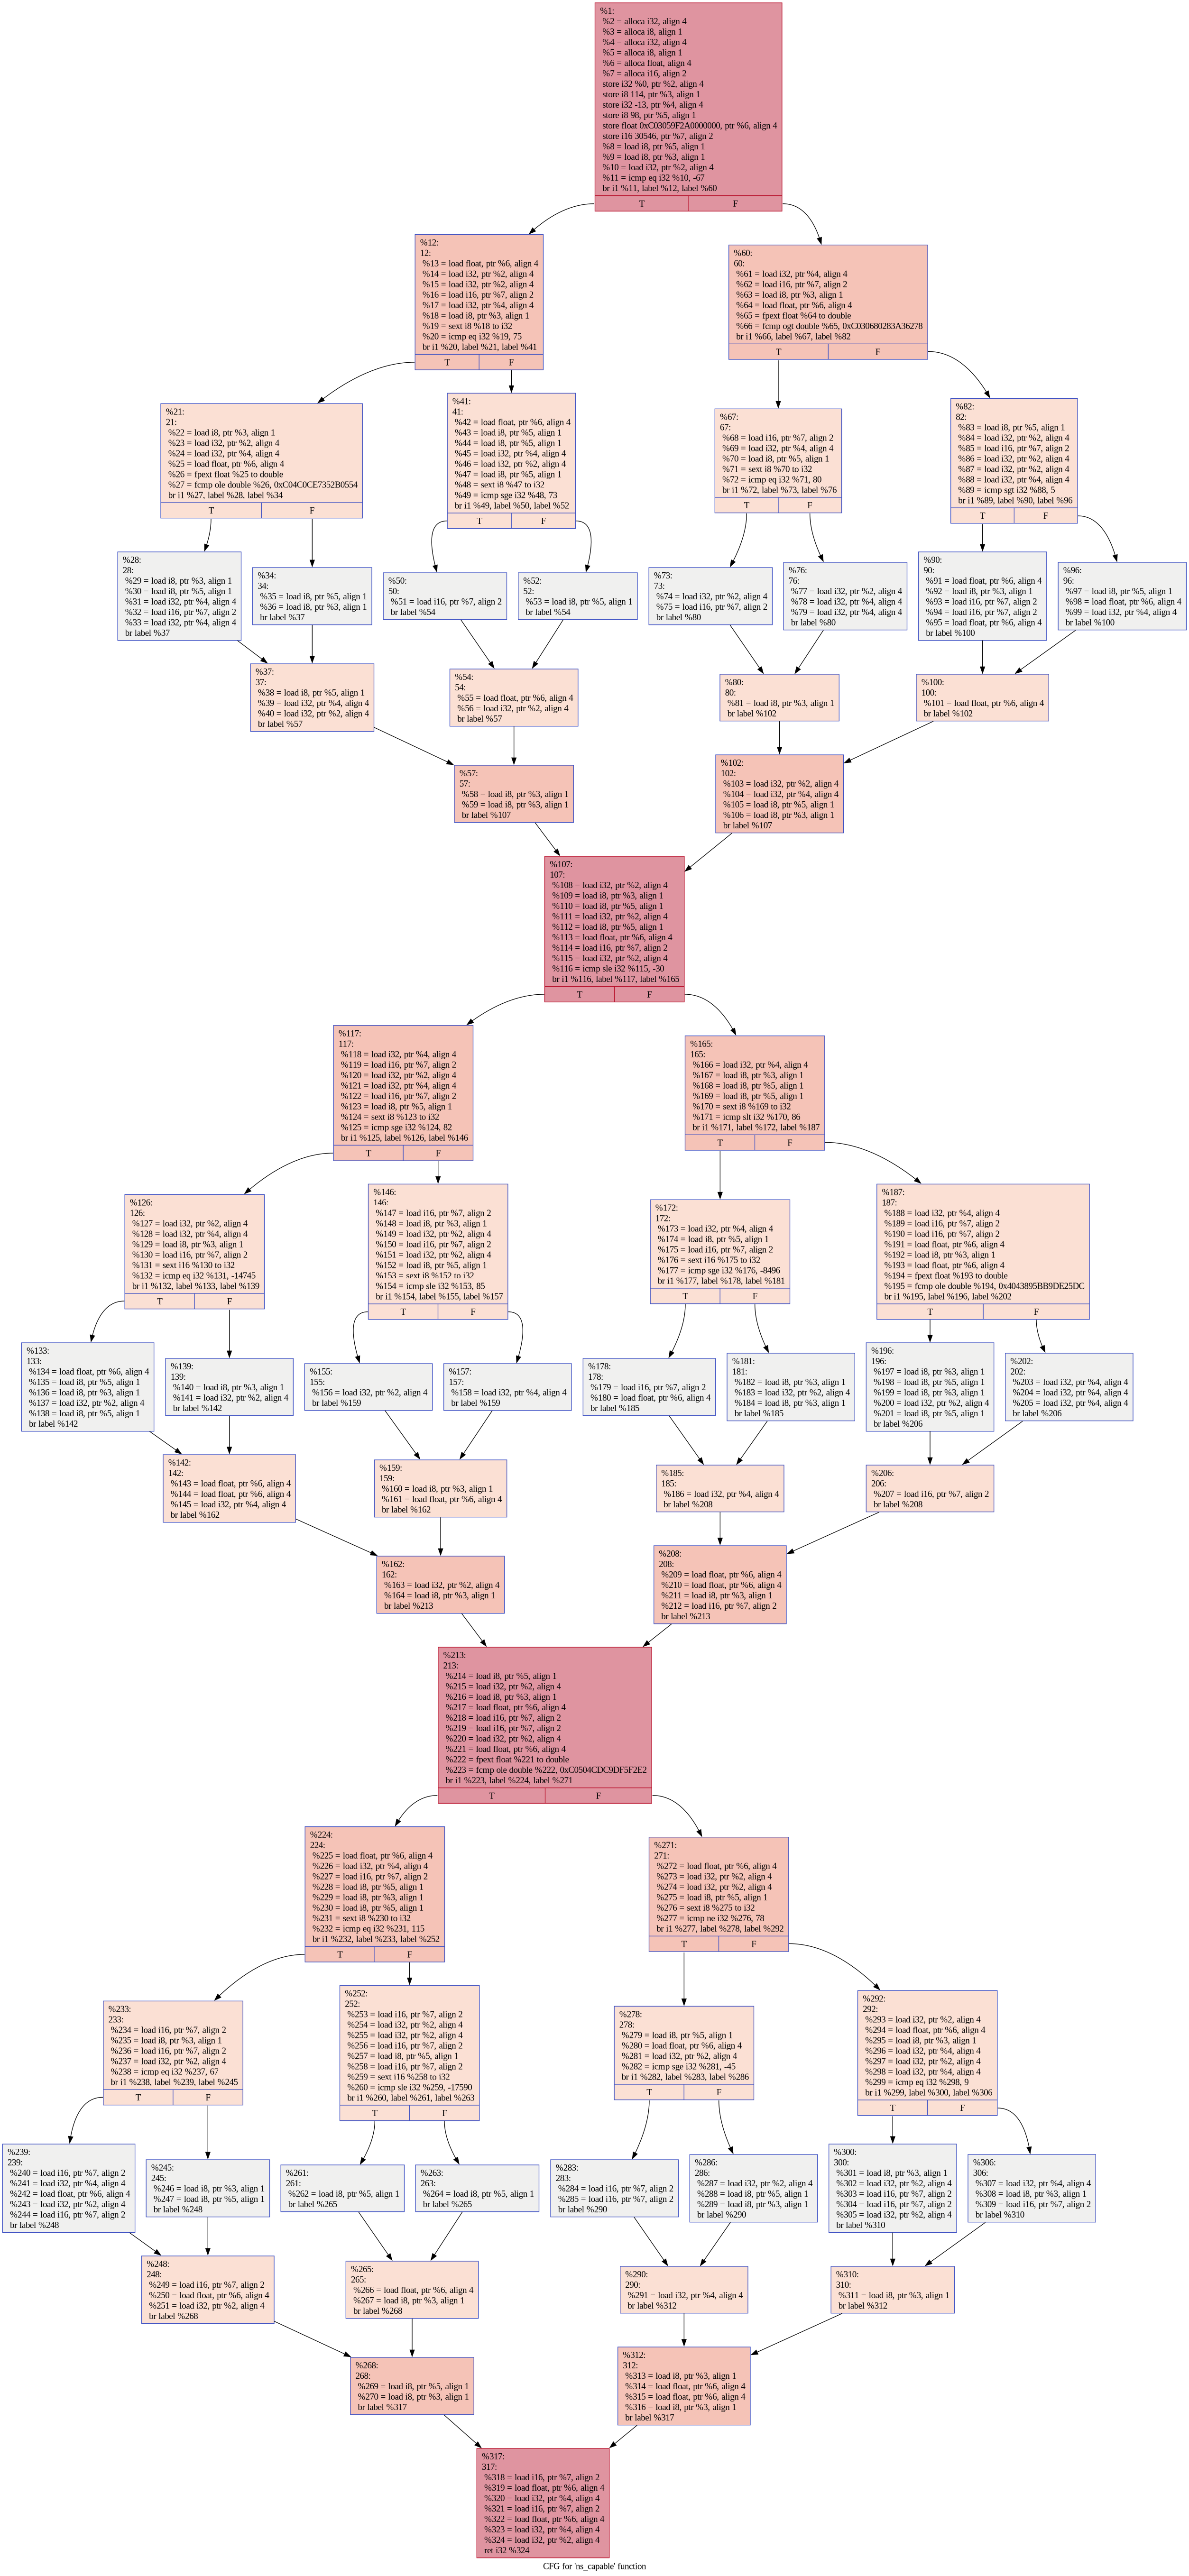 %1:
%2 = alloca i32, align 4
%3 = alloca i8, align 1
%4 = alloca i32, align 4
%5 = alloca i8, align 1
%6 = alloca float, align 4
%7 = alloca i16, align 2
store i32 %0, ptr %2, align 4
store i8 114, ptr %3, align 1
store i32 -13, ptr %4, align 4
store i8 98, ptr %5, align 1
store float 0xC03059F2A0000000, ptr %6, align 4
store i16 30546, ptr %7, align 2
%8 = load i8, ptr %5, align 1
%9 = load i8, ptr %3, align 1
%10 = load i32, ptr %2, align 4
%11 = icmp eq i32 %10, -67
br i1 %11, label %12, label %60
T F
%12:
12:
%13 = load float, ptr %6, align 4
%14 = load i32, ptr %2, align 4
%15 = load i32, ptr %2, align 4
%16 = load i16, ptr %7, align 2
%17 = load i32, ptr %4, align 4
%18 = load i8, ptr %3, align 1
%19 = sext i8 %18 to i32
%20 = icmp eq i32 %19, 75
br i1 %20, label %21, label %41
T F
%60:
60:
%61 = load i32, ptr %4, align 4
%62 = load i16, ptr %7, align 2
%63 = load i8, ptr %3, align 1
%64 = load float, ptr %6, align 4
%65 = fpext float %64 to double
%66 = fcmp ogt double %65, 0xC030680283A36278
br i1 %66, label %67, label %82
T F
%21:
21:
%22 = load i8, ptr %3, align 1
%23 = load i32, ptr %2, align 4
%24 = load i32, ptr %4, align 4
%25 = load float, ptr %6, align 4
%26 = fpext float %25 to double
%27 = fcmp ole double %26, 0xC04C0CE7352B0554
br i1 %27, label %28, label %34
T F
%41:
41:
%42 = load float, ptr %6, align 4
%43 = load i8, ptr %5, align 1
%44 = load i8, ptr %5, align 1
%45 = load i32, ptr %4, align 4
%46 = load i32, ptr %2, align 4
%47 = load i8, ptr %5, align 1
%48 = sext i8 %47 to i32
%49 = icmp sge i32 %48, 73
br i1 %49, label %50, label %52
T F
%67:
67:
%68 = load i16, ptr %7, align 2
%69 = load i32, ptr %4, align 4
%70 = load i8, ptr %5, align 1
%71 = sext i8 %70 to i32
%72 = icmp eq i32 %71, 80
br i1 %72, label %73, label %76
T F
%82:
82:
%83 = load i8, ptr %5, align 1
%84 = load i32, ptr %2, align 4
%85 = load i16, ptr %7, align 2
%86 = load i32, ptr %2, align 4
%87 = load i32, ptr %2, align 4
%88 = load i32, ptr %4, align 4
%89 = icmp sgt i32 %88, 5
br i1 %89, label %90, label %96
T F
%28:
28:
%29 = load i8, ptr %3, align 1
%30 = load i8, ptr %5, align 1
%31 = load i32, ptr %4, align 4
%32 = load i16, ptr %7, align 2
%33 = load i32, ptr %4, align 4
br label %37
%34:
34:
%35 = load i8, ptr %5, align 1
%36 = load i8, ptr %3, align 1
br label %37
%50:
50:
%51 = load i16, ptr %7, align 2
br label %54
%52:
52:
%53 = load i8, ptr %5, align 1
br label %54
%73:
73:
%74 = load i32, ptr %2, align 4
%75 = load i16, ptr %7, align 2
br label %80
%76:
76:
%77 = load i32, ptr %2, align 4
%78 = load i32, ptr %4, align 4
%79 = load i32, ptr %4, align 4
br label %80
%90:
90:
%91 = load float, ptr %6, align 4
%92 = load i8, ptr %3, align 1
%93 = load i16, ptr %7, align 2
%94 = load i16, ptr %7, align 2
%95 = load float, ptr %6, align 4
br label %100
%96:
96:
%97 = load i8, ptr %5, align 1
%98 = load float, ptr %6, align 4
%99 = load i32, ptr %4, align 4
br label %100
%37:
37:
%38 = load i8, ptr %5, align 1
%39 = load i32, ptr %4, align 4
%40 = load i32, ptr %2, align 4
br label %57
%54:
54:
%55 = load float, ptr %6, align 4
%56 = load i32, ptr %2, align 4
br label %57
%80:
80:
%81 = load i8, ptr %3, align 1
br label %102
%100:
100:
%101 = load float, ptr %6, align 4
br label %102
%57:
57:
%58 = load i8, ptr %3, align 1
%59 = load i8, ptr %3, align 1
br label %107
%102:
102:
%103 = load i32, ptr %2, align 4
%104 = load i32, ptr %4, align 4
%105 = load i8, ptr %5, align 1
%106 = load i8, ptr %3, align 1
br label %107
%107:
107:
%108 = load i32, ptr %2, align 4
%109 = load i8, ptr %3, align 1
%110 = load i8, ptr %5, align 1
%111 = load i32, ptr %2, align 4
%112 = load i8, ptr %5, align 1
%113 = load float, ptr %6, align 4
%114 = load i16, ptr %7, align 2
%115 = load i32, ptr %2, align 4
%116 = icmp sle i32 %115, -30
br i1 %116, label %117, label %165
T F
%117:
117:
%118 = load i32, ptr %4, align 4
%119 = load i16, ptr %7, align 2
%120 = load i32, ptr %2, align 4
%121 = load i32, ptr %4, align 4
%122 = load i16, ptr %7, align 2
%123 = load i8, ptr %5, align 1
%124 = sext i8 %123 to i32
%125 = icmp sge i32 %124, 82
br i1 %125, label %126, label %146
T F
%165:
165:
%166 = load i32, ptr %4, align 4
%167 = load i8, ptr %3, align 1
%168 = load i8, ptr %5, align 1
%169 = load i8, ptr %5, align 1
%170 = sext i8 %169 to i32
%171 = icmp slt i32 %170, 86
br i1 %171, label %172, label %187
T F
%126:
126:
%127 = load i32, ptr %2, align 4
%128 = load i32, ptr %4, align 4
%129 = load i8, ptr %3, align 1
%130 = load i16, ptr %7, align 2
%131 = sext i16 %130 to i32
%132 = icmp eq i32 %131, -14745
br i1 %132, label %133, label %139
T F
%146:
146:
%147 = load i16, ptr %7, align 2
%148 = load i8, ptr %3, align 1
%149 = load i32, ptr %2, align 4
%150 = load i16, ptr %7, align 2
%151 = load i32, ptr %2, align 4
%152 = load i8, ptr %5, align 1
%153 = sext i8 %152 to i32
%154 = icmp sle i32 %153, 85
br i1 %154, label %155, label %157
T F
%172:
172:
%173 = load i32, ptr %4, align 4
%174 = load i8, ptr %5, align 1
%175 = load i16, ptr %7, align 2
%176 = sext i16 %175 to i32
%177 = icmp sge i32 %176, -8496
br i1 %177, label %178, label %181
T F
%187:
187:
%188 = load i32, ptr %4, align 4
%189 = load i16, ptr %7, align 2
%190 = load i16, ptr %7, align 2
%191 = load float, ptr %6, align 4
%192 = load i8, ptr %3, align 1
%193 = load float, ptr %6, align 4
%194 = fpext float %193 to double
%195 = fcmp ole double %194, 0x4043895BB9DE25DC
br i1 %195, label %196, label %202
T F
%133:
133:
%134 = load float, ptr %6, align 4
%135 = load i8, ptr %5, align 1
%136 = load i8, ptr %3, align 1
%137 = load i32, ptr %2, align 4
%138 = load i8, ptr %5, align 1
br label %142
%139:
139:
%140 = load i8, ptr %3, align 1
%141 = load i32, ptr %2, align 4
br label %142
%155:
155:
%156 = load i32, ptr %2, align 4
br label %159
%157:
157:
%158 = load i32, ptr %4, align 4
br label %159
%178:
178:
%179 = load i16, ptr %7, align 2
%180 = load float, ptr %6, align 4
br label %185
%181:
181:
%182 = load i8, ptr %3, align 1
%183 = load i32, ptr %2, align 4
%184 = load i8, ptr %3, align 1
br label %185
%196:
196:
%197 = load i8, ptr %3, align 1
%198 = load i8, ptr %5, align 1
%199 = load i8, ptr %3, align 1
%200 = load i32, ptr %2, align 4
%201 = load i8, ptr %5, align 1
br label %206
%202:
202:
%203 = load i32, ptr %4, align 4
%204 = load i32, ptr %4, align 4
%205 = load i32, ptr %4, align 4
br label %206
%142:
142:
%143 = load float, ptr %6, align 4
%144 = load float, ptr %6, align 4
%145 = load i32, ptr %4, align 4
br label %162
%159:
159:
%160 = load i8, ptr %3, align 1
%161 = load float, ptr %6, align 4
br label %162
%185:
185:
%186 = load i32, ptr %4, align 4
br label %208
%206:
206:
%207 = load i16, ptr %7, align 2
br label %208
%162:
162:
%163 = load i32, ptr %2, align 4
%164 = load i8, ptr %3, align 1
br label %213
%208:
208:
%209 = load float, ptr %6, align 4
%210 = load float, ptr %6, align 4
%211 = load i8, ptr %3, align 1
%212 = load i16, ptr %7, align 2
br label %213
%213:
213:
%214 = load i8, ptr %5, align 1
%215 = load i32, ptr %2, align 4
%216 = load i8, ptr %3, align 1
%217 = load float, ptr %6, align 4
%218 = load i16, ptr %7, align 2
%219 = load i16, ptr %7, align 2
%220 = load i32, ptr %2, align 4
%221 = load float, ptr %6, align 4
%222 = fpext float %221 to double
%223 = fcmp ole double %222, 0xC0504CDC9DF5F2E2
br i1 %223, label %224, label %271
T F
%224:
224:
%225 = load float, ptr %6, align 4
%226 = load i32, ptr %4, align 4
%227 = load i16, ptr %7, align 2
%228 = load i8, ptr %5, align 1
%229 = load i8, ptr %3, align 1
%230 = load i8, ptr %5, align 1
%231 = sext i8 %230 to i32
%232 = icmp eq i32 %231, 115
br i1 %232, label %233, label %252
T F
%271:
271:
%272 = load float, ptr %6, align 4
%273 = load i32, ptr %2, align 4
%274 = load i32, ptr %2, align 4
%275 = load i8, ptr %5, align 1
%276 = sext i8 %275 to i32
%277 = icmp ne i32 %276, 78
br i1 %277, label %278, label %292
T F
%233:
233:
%234 = load i16, ptr %7, align 2
%235 = load i8, ptr %3, align 1
%236 = load i16, ptr %7, align 2
%237 = load i32, ptr %2, align 4
%238 = icmp eq i32 %237, 67
br i1 %238, label %239, label %245
T F
%252:
252:
%253 = load i16, ptr %7, align 2
%254 = load i32, ptr %2, align 4
%255 = load i32, ptr %2, align 4
%256 = load i16, ptr %7, align 2
%257 = load i8, ptr %5, align 1
%258 = load i16, ptr %7, align 2
%259 = sext i16 %258 to i32
%260 = icmp sle i32 %259, -17590
br i1 %260, label %261, label %263
T F
%278:
278:
%279 = load i8, ptr %5, align 1
%280 = load float, ptr %6, align 4
%281 = load i32, ptr %2, align 4
%282 = icmp sge i32 %281, -45
br i1 %282, label %283, label %286
T F
%292:
292:
%293 = load i32, ptr %2, align 4
%294 = load float, ptr %6, align 4
%295 = load i8, ptr %3, align 1
%296 = load i32, ptr %4, align 4
%297 = load i32, ptr %2, align 4
%298 = load i32, ptr %4, align 4
%299 = icmp eq i32 %298, 9
br i1 %299, label %300, label %306
T F
%239:
239:
%240 = load i16, ptr %7, align 2
%241 = load i32, ptr %4, align 4
%242 = load float, ptr %6, align 4
%243 = load i32, ptr %2, align 4
%244 = load i16, ptr %7, align 2
br label %248
%245:
245:
%246 = load i8, ptr %3, align 1
%247 = load i8, ptr %5, align 1
br label %248
%261:
261:
%262 = load i8, ptr %5, align 1
br label %265
%263:
263:
%264 = load i8, ptr %5, align 1
br label %265
%283:
283:
%284 = load i16, ptr %7, align 2
%285 = load i16, ptr %7, align 2
br label %290
%286:
286:
%287 = load i32, ptr %2, align 4
%288 = load i8, ptr %5, align 1
%289 = load i8, ptr %3, align 1
br label %290
%300:
300:
%301 = load i8, ptr %3, align 1
%302 = load i32, ptr %2, align 4
%303 = load i16, ptr %7, align 2
%304 = load i16, ptr %7, align 2
%305 = load i32, ptr %2, align 4
br label %310
%306:
306:
%307 = load i32, ptr %4, align 4
%308 = load i8, ptr %3, align 1
%309 = load i16, ptr %7, align 2
br label %310
%248:
248:
%249 = load i16, ptr %7, align 2
%250 = load float, ptr %6, align 4
%251 = load i32, ptr %2, align 4
br label %268
%265:
265:
%266 = load float, ptr %6, align 4
%267 = load i8, ptr %3, align 1
br label %268
%290:
290:
%291 = load i32, ptr %4, align 4
br label %312
%310:
310:
%311 = load i8, ptr %3, align 1
br label %312
%268:
268:
%269 = load i8, ptr %5, align 1
%270 = load i8, ptr %3, align 1
br label %317
%312:
312:
%313 = load i8, ptr %3, align 1
%314 = load float, ptr %6, align 4
%315 = load float, ptr %6, align 4
%316 = load i8, ptr %3, align 1
br label %317
%317:
317:
%318 = load i16, ptr %7, align 2
%319 = load float, ptr %6, align 4
%320 = load i32, ptr %4, align 4
%321 = load i16, ptr %7, align 2
%322 = load float, ptr %6, align 4
%323 = load i32, ptr %4, align 4
%324 = load i32, ptr %2, align 4
ret i32 %324
CFG for 'ns_capable' function